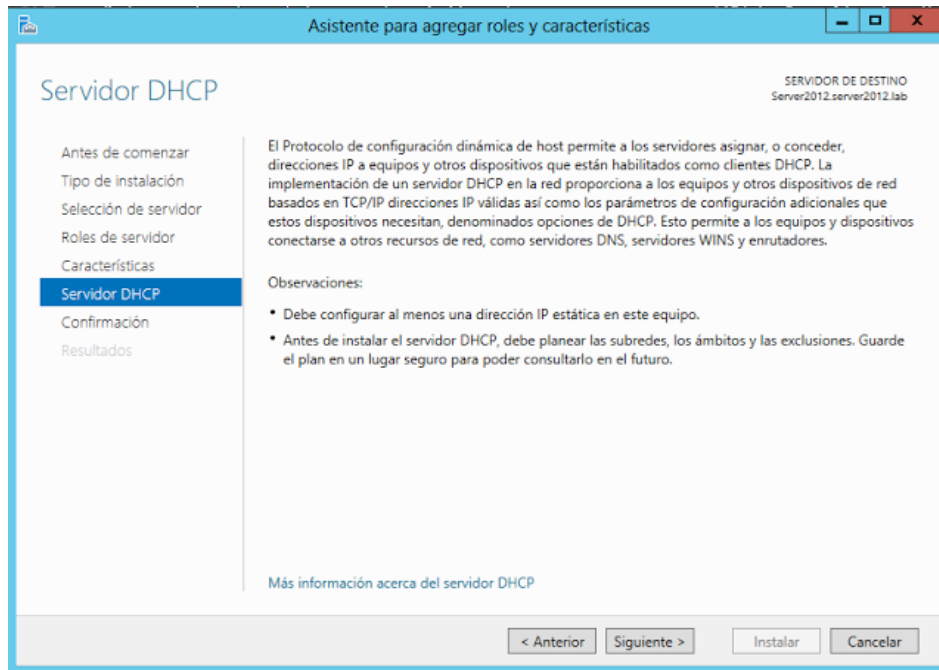 Asistente para agregar roles y características
Servidor DHCP
SERVIDOR DE DESTINO
Server2012.server2012.lab
Antes de comenzar
Tipo de instalación
Selección de servidor
Roles de servidor
Características
Servidor DHCP
Confirmación
Resultados
El Protocolo de configuración dinámica de host permite a los servidores asignar, o conceder,
direcciones IP a equipos y otros dispositivos que están habilitados como clientes DHCP. La
implementación de un servidor DHCP en la red proporciona a los equipos y otros dispositivos de red
basados en TCP/IP direcciones IP válidas así como los parámetros de configuración adicionales que
estos dispositivos necesitan, denominados opciones de DHCP. Esto permite a los equipos y dispositivos
conectarse a otros recursos de red, como servidores DNS, servidores WINS y enrutadores.
Observaciones:
• Debe configurar al menos una dirección IP estática en este equipo.
• Antes de instalar el servidor DHCP, debe planear las subredes, los ámbitos y las exclusiones. Guarde
el plan en un lugar seguro para poder consultarlo en el futuro.
Más información acerca del servidor DHCP
< Anterior
Siguiente >
Instalar
Cancelar